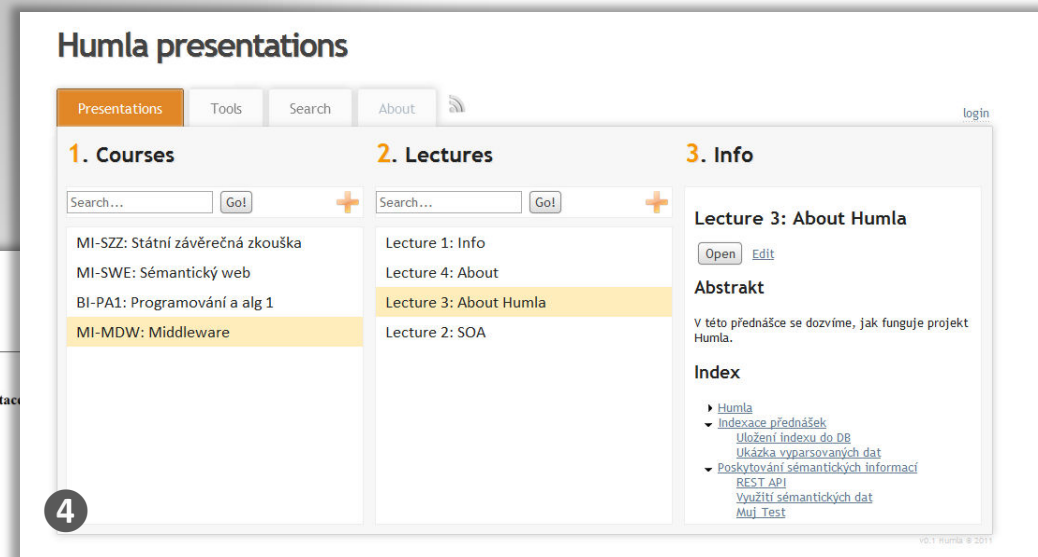 Humla presentations
Presentations
Tools
Search
About
login
1. Courses
Search...
Go!
MI-SZZ: Státní závěrečná zkouška
MI-SWE: Sémantický web
BI-PA1: Programování a alg 1
MI-MDW: Middleware
2. Lectures
Search...
Go!
Lecture 1: Info
Lecture 4: About
Lecture 3: About Humla
Lecture 2: SOA
3. Info
Lecture 3: About Humla
Open Edit
Abstrakt
V této přednášce se dozvíme, jak funguje projekt
Humla.
Index
Humla
Indexace přednášek
Uložení indexu do DB
Ukázka vyparsovaných dat
Poskytování sémantických informací
REST API
Využití sémantických dat
Muj Test
4
v0.1 Humla © 2011